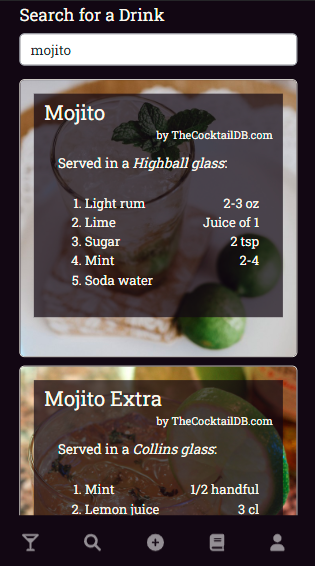 Search for a Drink
mojito
Mojito
by TheCocktailDB.com
Served in a Highball glass:
1. Light rum 2-3 oz
2. Lime Juice of 1
3. Sugar 2 tsp
4. Mint 2-4
5. Soda water
Mojito Extra
by TheCocktailDB.com
Served in a Collins glass:
1. Mint 1/2 handful
2. Lemon juice 3 cl